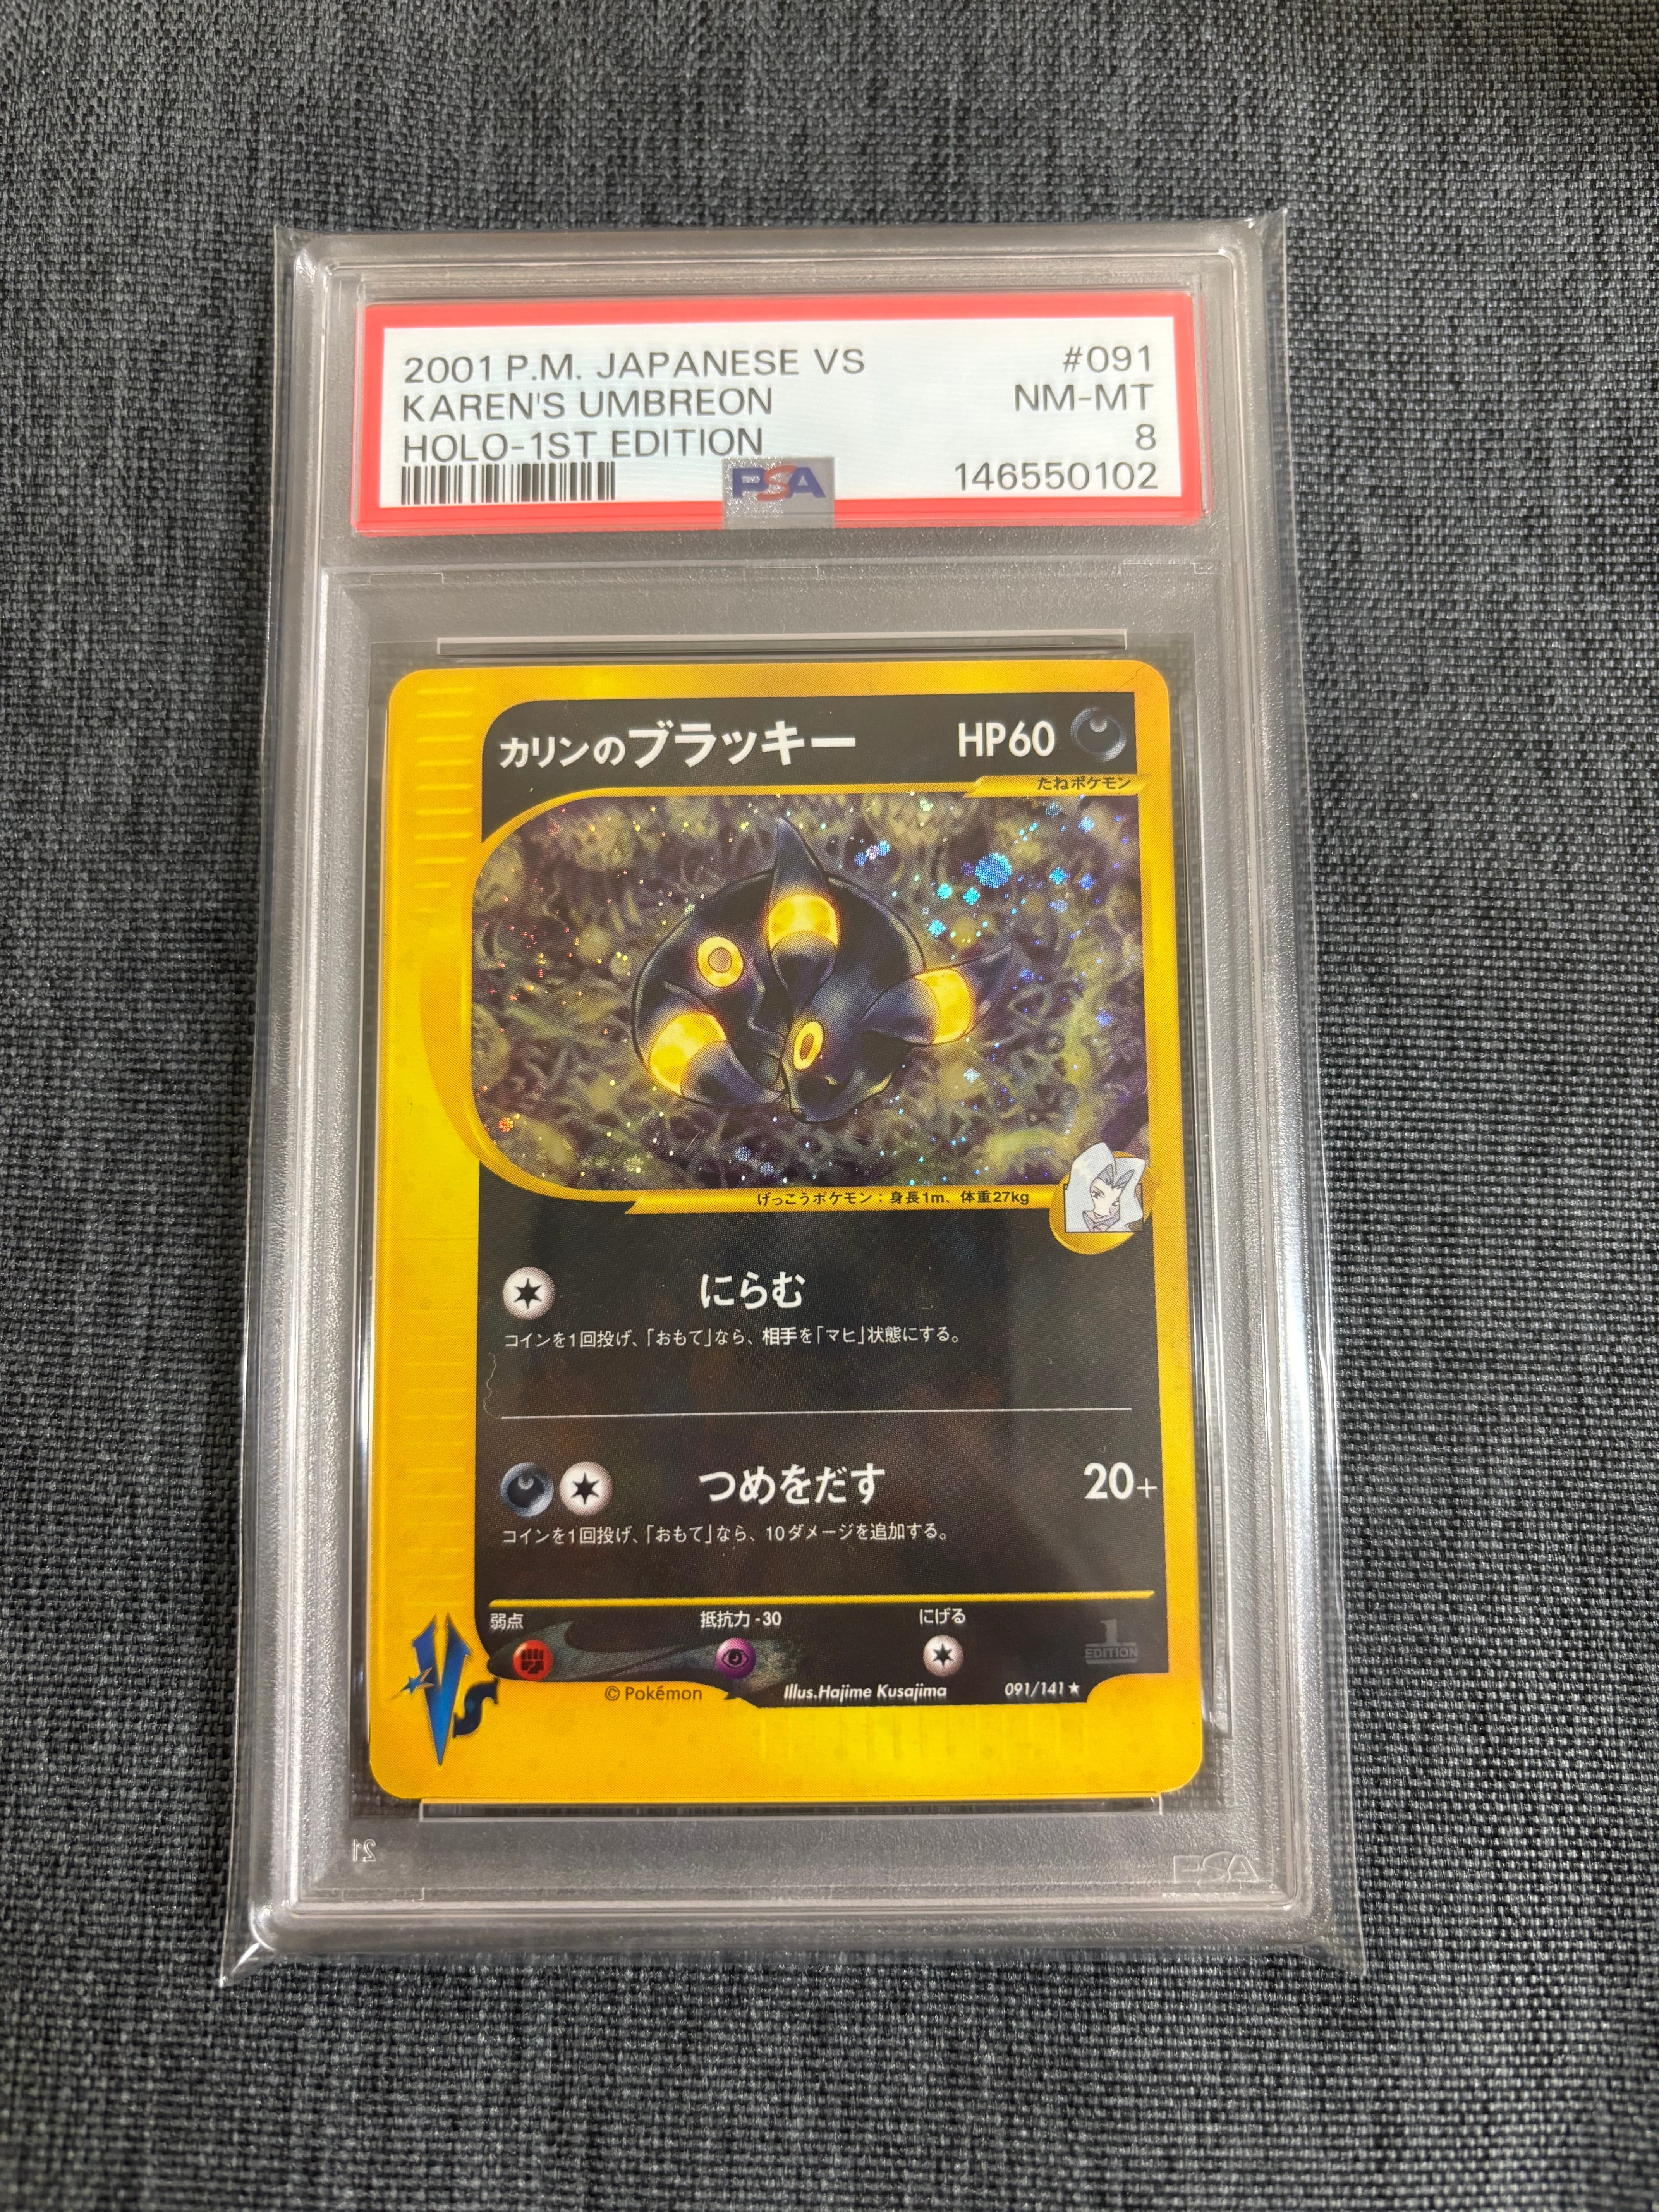 2001 P.M. JAPANESE VS #091
KAREN'S UMBREON NM-MT
HOLO-1ST EDITION 8
PSA 146550102
カリンのブラッキー HP60
たねポケモン
げっこうポケモン：身長1m、体重27kg
にらむ
コインを1回投げ、「おもて」なら、相手を「マヒ」状態にする。
つめをだす 20+
コインを1回投げ、「おもて」なら、10ダメージを追加する。
弱点 抵抗力-30 にげる
1 EDITION
VS
© Pokémon Illus.Hajime Kusajima 091/141★
21
PSA